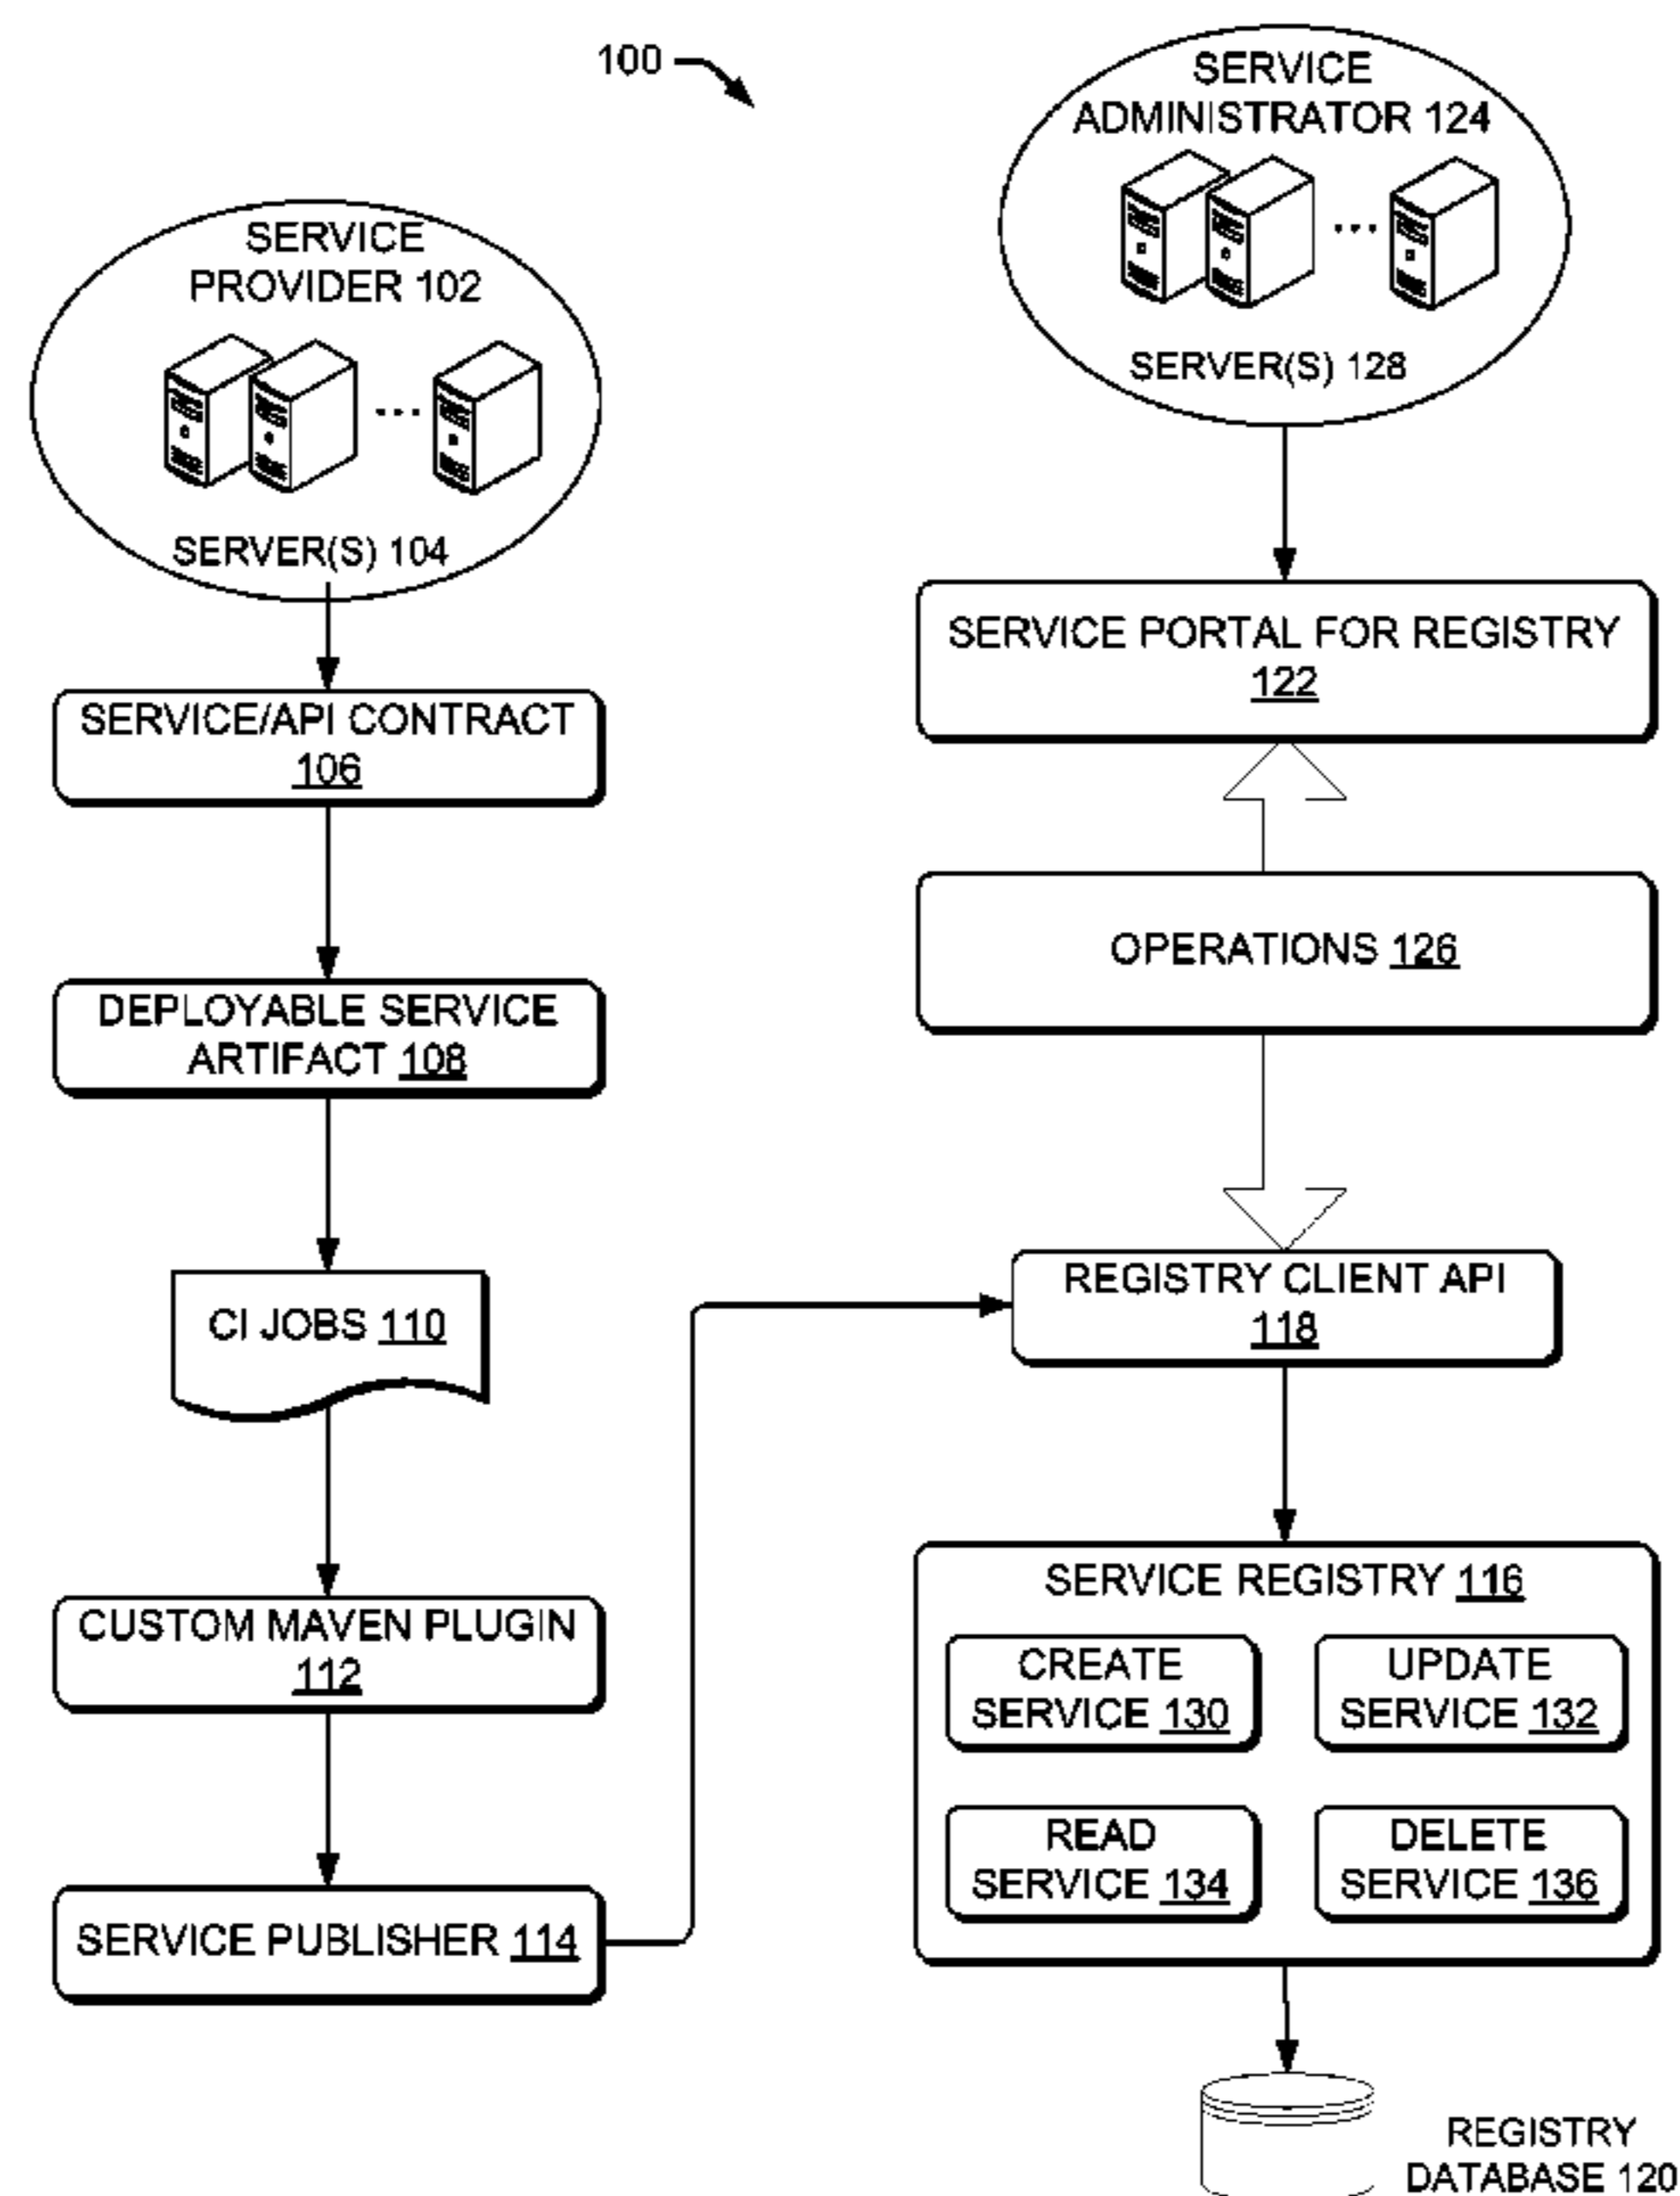 100
SERVICE
ADMINISTRATOR 124
SERVER(S) 128
SERVICE
PROVIDER 102
SERVER(S) 104
SERVICE PORTAL FOR REGISTRY
122
SERVICE/API CONTRACT
106
OPERATIONS 126
DEPLOYABLE SERVICE
ARTIFACT 108
CI JOBS 110
REGISTRY CLIENT API
118
CUSTOM MAVEN PLUGIN
112
SERVICE PUBLISHER 114
SERVICE REGISTRY 116
CREATE
SERVICE 130
UPDATE
SERVICE 132
READ
SERVICE 134
DELETE
SERVICE 136
REGISTRY
DATABASE 120